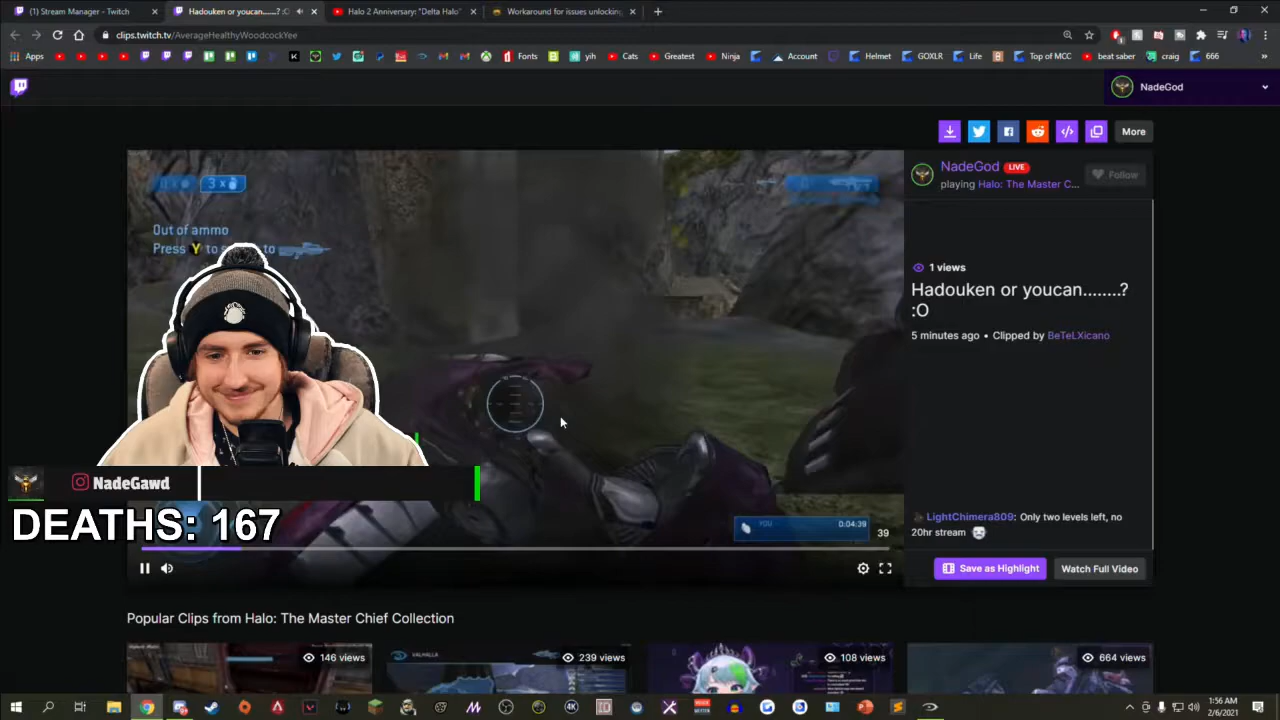 (1) Stream Manager - Twitch
Hadouken or youcan.......? :O
Halo 2 Anniversary: "Delta Halo"
Workaround for issues unlocking
clips.twitch.tv/AverageHealthyWoodcockYee
Apps
Fonts
yih
Cats
Greatest
Ninja
Account
Helmet
GOXLR
Life
Top of MCC
beat saber
craig
666
NadeGod
More
3 x
Out of ammo
Press Y to
to
NadeGod LIVE
playing Halo: The Master C...
Follow
1 views
Hadouken or youcan........?
:O
5 minutes ago • Clipped by BeTeLXicano
NadeGawd
DEATHS: 167
YOU
0:04:39
39
LightChimera809: Only two levels left, no
20hr stream
Save as Highlight
Watch Full Video
Popular Clips from Halo: The Master Chief Collection
146 views
VALHALLA
239 views
108 views
664 views
4K
1:56 AM
2/6/2021